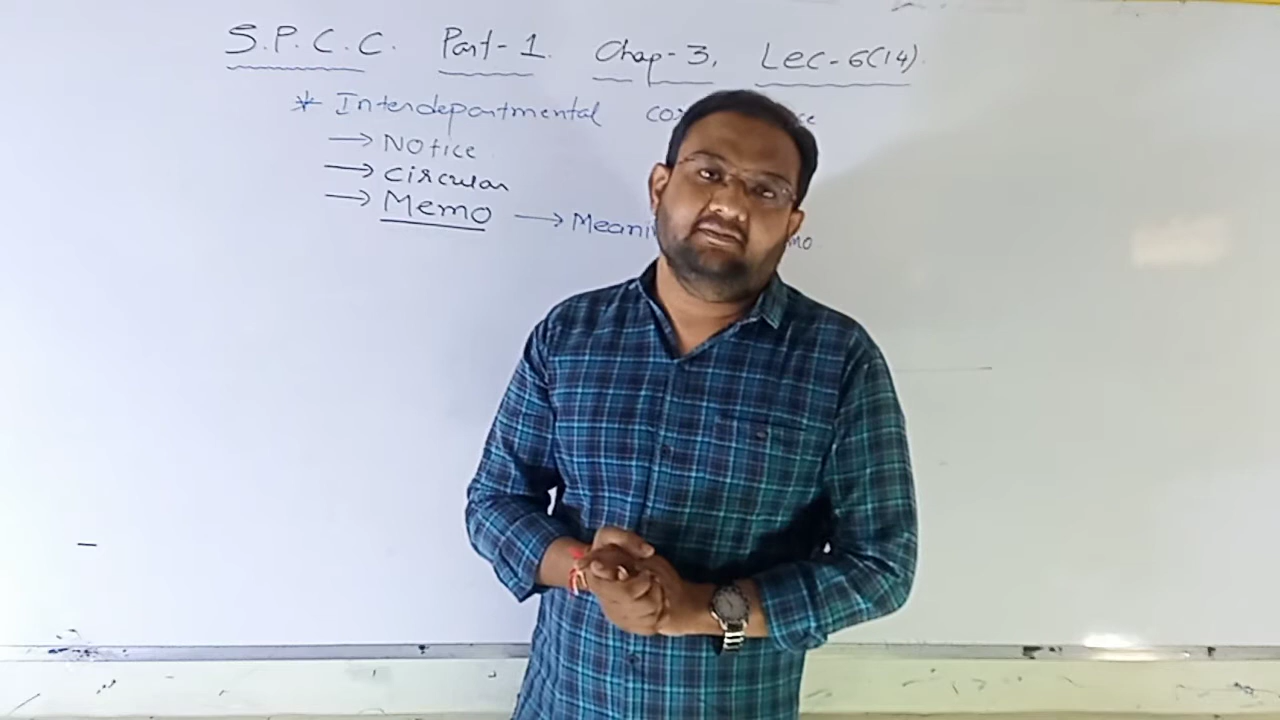 S.P.C.C. Part-1. Chap-3, Lec-6(14).
* Interdepartmental
→ Notice
→ circular
→ Memo → Meani